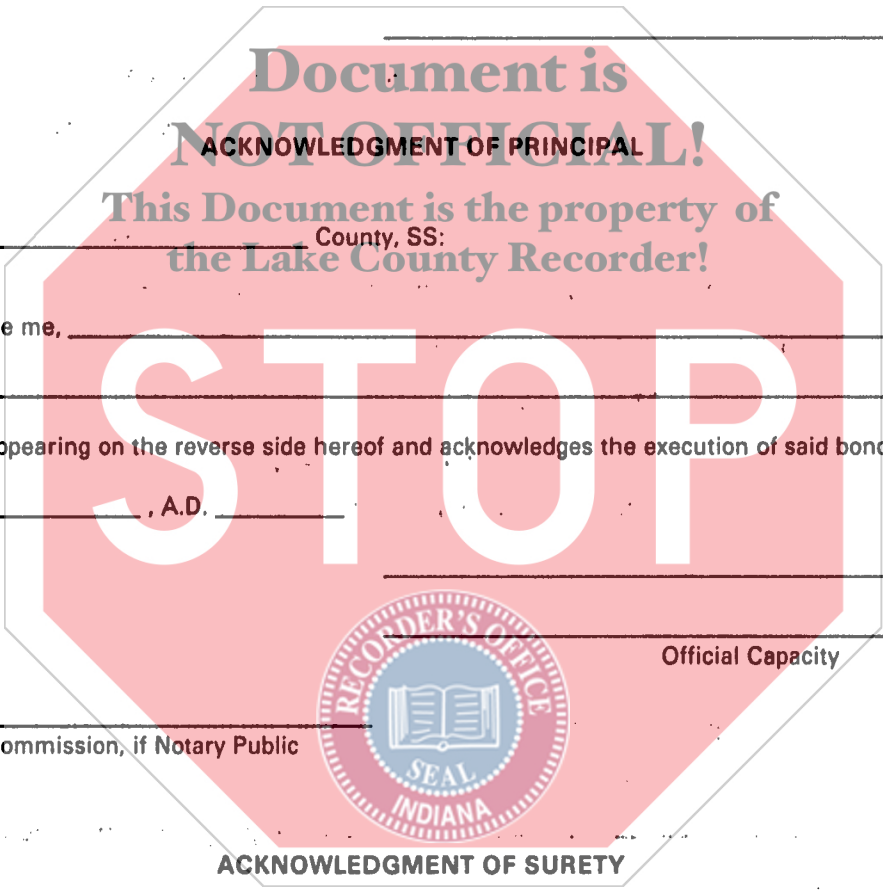 Document is
NOT OFFICIAL!
ACKNOWLEDGMENT OF PRINCIPAL
This Document is the property of
County, SS:
the Lake County Recorder!
e me,
STOP
ppearing on the reverse side hereof and acknowledges the execution of said bond
, A.D.
RECORDER'S OFFICE
Official Capacity
ommission, if Notary Public
SEAL
INDIANA
ACKNOWLEDGMENT OF SURETY